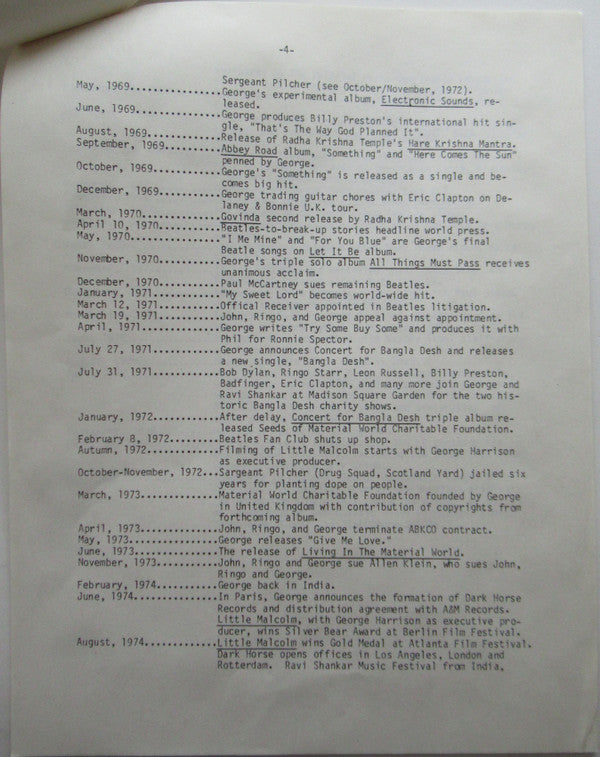 -4-
Sergeant Pilcher (see October/November, 1972).
May, 1969..............George's experimental album, Electronic Sounds, re-
leased.
June, 1969.............George produces Billy Preston's international hit sin-
gle, "That's The Way God Planned It".
August, 1969...........Release of Radha Krishna Temple's Hare Krishna Mantra.
September, 1969........Abbey Road album, "Something" and "Here Comes The Sun"
penned by George.
October, 1969..........George's "Something" is released as a single and be-
comes big hit.
December, 1969.........George trading guitar chores with Eric Clapton on De-
laney & Bonnie U.K. tour.
March, 1970............Govinda second release by Radha Krishna Temple.
April 10, 1970.........Beatles-to-break-up stories headline world press.
May, 1970..............."I Me Mine" and "For You Blue" are George's final
Beatle songs on Let It Be album.
November, 1970.........George's triple solo album All Things Must Pass receives
unanimous acclaim.
December, 1970.........Paul McCartney sues remaining Beatles.
January, 1971.........."My Sweet Lord" becomes world-wide hit.
March 12, 1971.........Offical Receiver appointed in Beatles litigation.
March 19, 1971.........John, Ringo, and George appeal against appointment.
April, 1971............George writes "Try Some Buy Some" and produces it with
Phil for Ronnie Spector.
July 27, 1971..........George announces Concert for Bangla Desh and releases
a new single, "Bangla Desh".
July 31, 1971..........Bob Dylan, Ringo Starr, Leon Russell, Billy Preston,
Badfinger, Eric Clapton, and many more join George and
Ravi Shankar at Madison Square Garden for the two his-
toric Bangla Desh charity shows.
January, 1972..........After delay, Concert for Bangla Desh triple album re-
leased Seeds of Material World Charitable Foundation.
February 8, 1972.......Beatles Fan Club shuts up shop.
Autumn, 1972...........Filming of Little Malcolm starts with George Harrison
as executive producer.
October-November, 1972...Sargeant Pilcher (Drug Squad, Scotland Yard) jailed six
years for planting dope on people.
March, 1973............Material World Charitable Foundation founded by George
in United Kingdom with contribution of copyrights from
forthcoming album.
April, 1973............John, Ringo, and George terminate ABKCO contract.
May, 1973..............George releases "Give Me Love."
June, 1973.............The release of Living In The Material World.
November, 1973.........John, Ringo and George sue Allen Klein, who sues John,
Ringo and George.
February, 1974.........George back in India.
June, 1974.............In Paris, George announces the formation of Dark Horse
Records and distribution agreement with A&M Records.
Little Malcolm, with George Harrison as executive pro-
ducer, wins Silver Bear Award at Berlin Film Festival.
August, 1974...........Little Malcolm wins Gold Medal at Atlanta Film Festival.
Dark Horse opens offices in Los Angeles, London and
Rotterdam.  Ravi Shankar Music Festival from India,